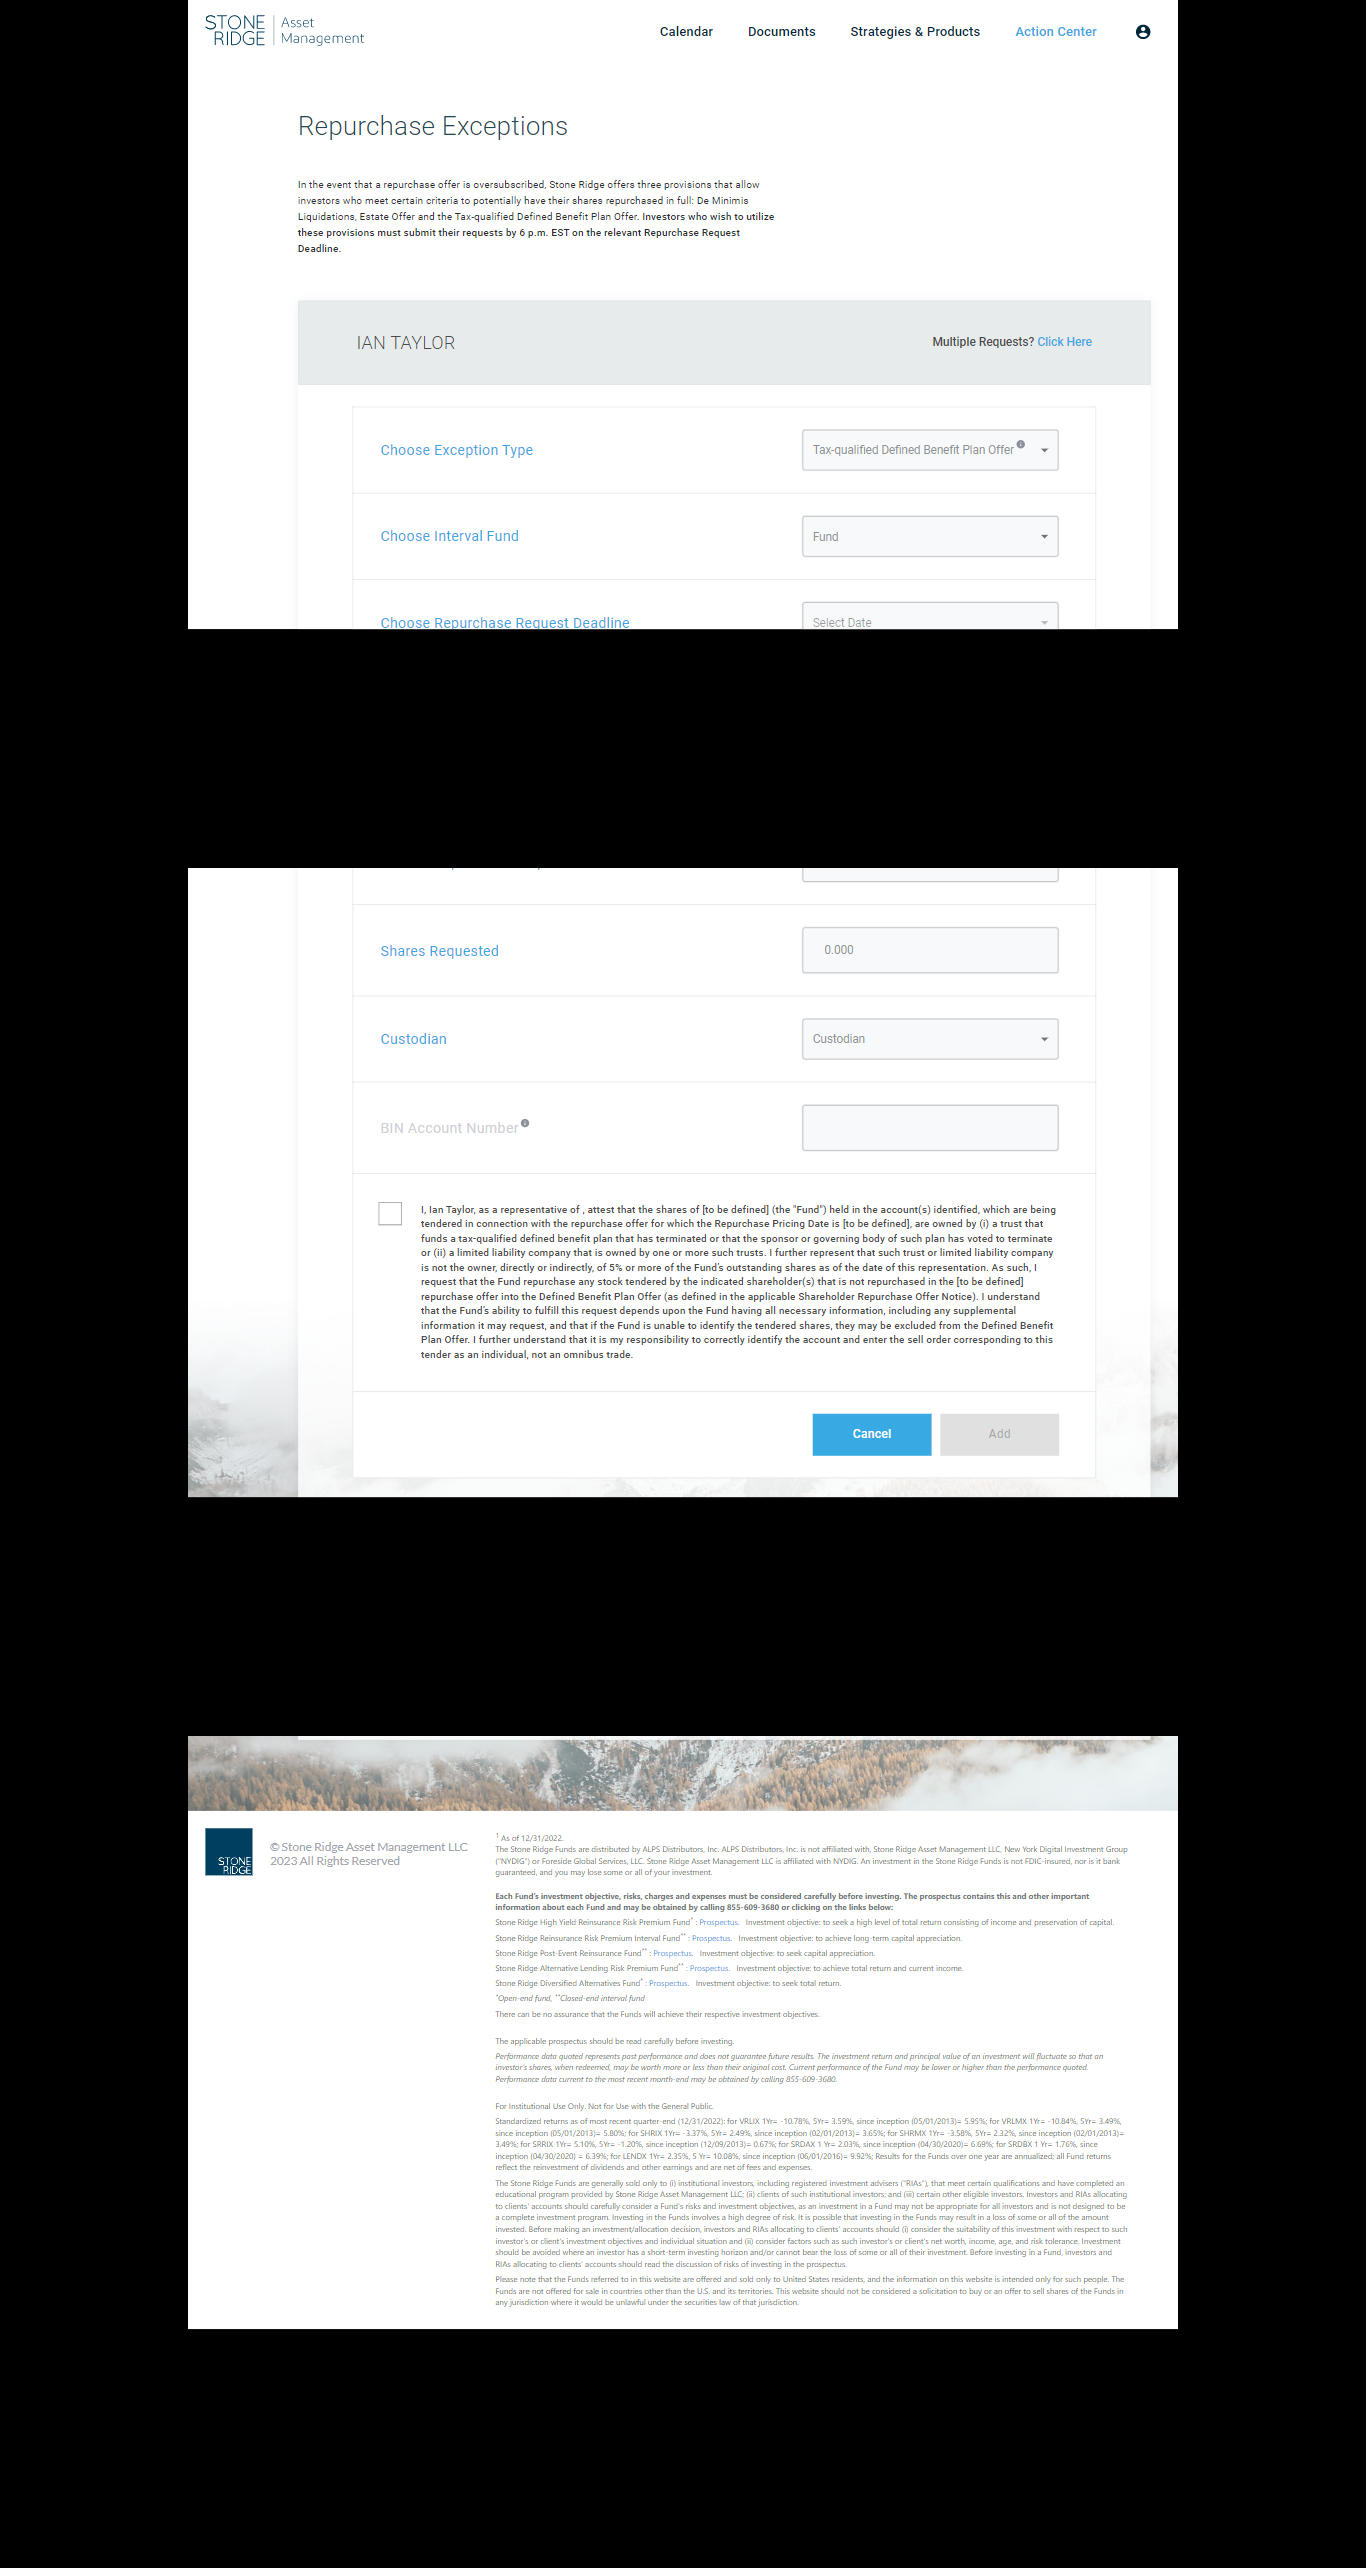 STONE RIDGE Asset Management
Calendar Documents Strategies & Products Action Center
Repurchase Exceptions
In the event that a repurchase offer is oversubscribed, Stone Ridge offers three provisions that allow
investors who meet certain criteria to potentially have their shares repurchased in full: De Minimis
Liquidations, Estate Offer and the Tax-qualified Defined Benefit Plan Offer. Investors who wish to utilize
these provisions must submit their requests by 6 p.m. EST on the relevant Repurchase Request
Deadline.
IAN TAYLOR
Multiple Requests? Click Here
Choose Exception Type
Tax-qualified Defined Benefit Plan Offer
Choose Interval Fund
Fund
Choose Repurchase Request Deadline
Select Date
Shares Requested
0.000
Custodian
Custodian
BIN Account Number
I, Ian Taylor, as a representative of , attest that the shares of [to be defined] (the "Fund") held in the account(s) identified, which are being
tendered in connection with the repurchase offer for which the Repurchase Pricing Date is [to be defined], are owned by (i) a trust that
funds a tax-qualified defined benefit plan that has terminated or that the sponsor or governing body of such plan has voted to terminate
or (ii) a limited liability company that is owned by one or more such trusts. I further represent that such trust or limited liability company
is not the owner, directly or indirectly, of 5% or more of the Fund's outstanding shares as of the date of this representation. As such, I
request that the Fund repurchase any stock tendered by the indicated shareholder(s) that is not repurchased in the [to be defined]
repurchase offer into the Defined Benefit Plan Offer (as defined in the applicable Shareholder Repurchase Offer Notice). I understand
that the Fund's ability to fulfill this request depends upon the Fund having all necessary information, including any supplemental
information it may request, and that if the Fund is unable to identify the tendered shares, they may be excluded from the Defined Benefit
Plan Offer. I further understand that it is my responsibility to correctly identify the account and enter the sell order corresponding to this
tender as an individual, not an omnibus trade.
Cancel Add
STONE RIDGE
© Stone Ridge Asset Management LLC
2023 All Rights Reserved
1 As of 12/31/2022.
The Stone Ridge Funds are distributed by ALPS Distributors, Inc. ALPS Distributors, Inc. is not affiliated with, Stone Ridge Asset Management LLC, New York Digital Investment Group
("NYDIG") or Foreside Global Services, LLC. Stone Ridge Asset Management LLC is affiliated with NYDIG. An investment in the Stone Ridge Funds is not FDIC-insured, nor is it bank
guaranteed, and you may lose some or all of your investment.
Each Fund's investment objective, risks, charges and expenses must be considered carefully before investing. The prospectus contains this and other important
information about each Fund and may be obtained by calling 855-609-3680 or clicking on the links below:
Stone Ridge High Yield Reinsurance Risk Premium Fund* : Prospectus. Investment objective: to seek a high level of total return consisting of income and preservation of capital.
Stone Ridge Reinsurance Risk Premium Interval Fund** : Prospectus. Investment objective: to achieve long-term capital appreciation.
Stone Ridge Post-Event Reinsurance Fund** : Prospectus. Investment objective: to seek capital appreciation.
Stone Ridge Alternative Lending Risk Premium Fund** : Prospectus. Investment objective: to achieve total return and current income.
Stone Ridge Diversified Alternatives Fund* : Prospectus. Investment objective: to seek total return.
*Open-end fund, **Closed-end interval fund
There can be no assurance that the Funds will achieve their respective investment objectives.
The applicable prospectus should be read carefully before investing.
Performance data quoted represents past performance and does not guarantee future results. The investment return and principal value of an investment will fluctuate so that an
investor's shares, when redeemed, may be worth more or less than their original cost. Current performance of the Fund may be lower or higher than the performance quoted.
Performance data current to the most recent month-end may be obtained by calling 855-609-3680.
For Institutional Use Only. Not for Use with the General Public.
Standardized returns as of most recent quarter-end (12/31/2022): for VRLIX 1Yr= -10.78%, 5Yr= 3.59%, since inception (05/01/2013)= 5.95%; for VRLMX 1Yr= -10.84%, 5Yr= 3.49%,
since inception (05/01/2013)= 5.80%; for SHRIX 1Yr= -3.37%, 5Yr= 2.49%, since inception (02/01/2013)= 3.65%; for SHRMX 1Yr= -3.58%, 5Yr= 2.32%, since inception (02/01/2013)=
3.49%; for SRRIX 1Yr= 5.10%, 5Yr= -1.20%, since inception (12/09/2013)= 0.67%; for SRDAX 1 Yr= 2.03%, since inception (04/30/2020)= 6.69%; for SRDBX 1 Yr= 1.76%, since
inception (04/30/2020) = 6.39%; for LENDX 1Yr= 2.35%, 5 Yr= 10.08%, since inception (06/01/2016)= 9.92%; Results for the Funds over one year are annualized; all Fund returns
reflect the reinvestment of dividends and other earnings and are net of fees and expenses.
The Stone Ridge Funds are generally sold only to (i) institutional investors, including registered investment advisers ("RIAs"), that meet certain qualifications and have completed an
educational program provided by Stone Ridge Asset Management LLC; (ii) clients of such institutional investors; and (iii) certain other eligible investors. Investors and RIAs allocating
to clients' accounts should carefully consider a Fund's risks and investment objectives, as an investment in a Fund may not be appropriate for all investors and is not designed to be
a complete investment program. Investing in the Funds involves a high degree of risk. It is possible that investing in the Funds may result in a loss of some or all of the amount
invested. Before making an investment/allocation decision, investors and RIAs allocating to clients' accounts should (i) consider the suitability of this investment with respect to such
investor's or client's investment objectives and individual situation and (ii) consider factors such as such investor's or client's net worth, income, age, and risk tolerance. Investment
should be avoided where an investor has a short-term investing horizon and/or cannot bear the loss of some or all of their investment. Before investing in a Fund, investors and
RIAs allocating to clients' accounts should read the discussion of risks of investing in the prospectus.
Please note that the Funds referred to in this website are offered and sold only to United States residents, and the information on this website is intended only for such people. The
Funds are not offered for sale in countries other than the U.S. and its territories. This website should not be considered a solicitation to buy or an offer to sell shares of the Funds in
any jurisdiction where it would be unlawful under the securities law of that jurisdiction.